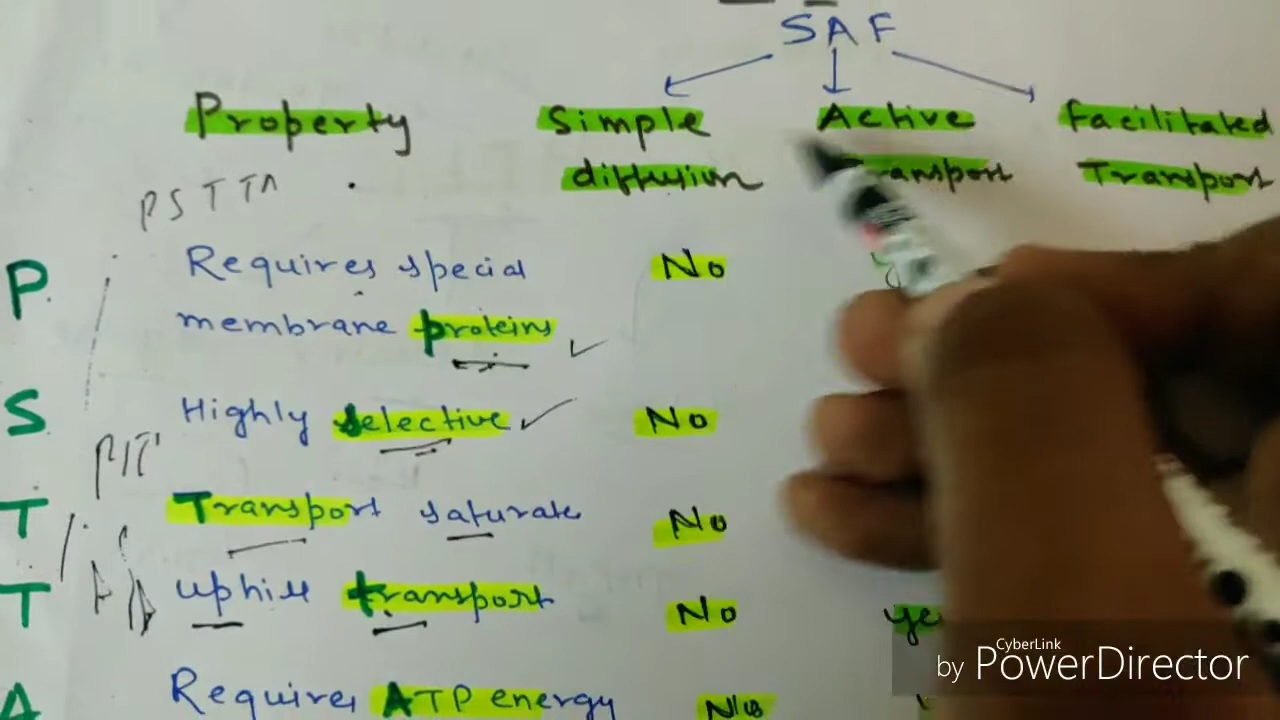 SAF
Property Simple Active Facilitated
diffusion Transport Transport
PSTTA
P Requires special No
membrane proteins
S Highly selective No
T Transport saturate No
T uphill transport No
A Requires ATP energy No
CyberLink
by PowerDirector